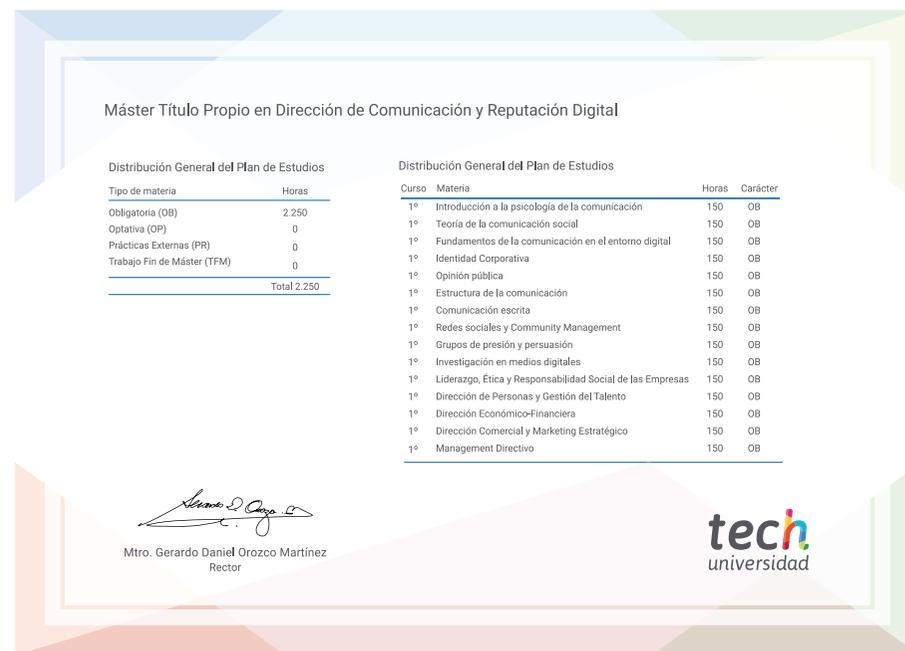 Máster Título Propio en Dirección de Comunicación y Reputación Digital
Distribución General del Plan de Estudios
Tipo de materia Horas
Obligatoria (OB) 2.250
Optativa (OP) 0
Prácticas Externas (PR) 0
Trabajo Fin de Máster (TFM) 0
Total 2.250
Distribución General del Plan de Estudios
Curso Materia Horas Carácter
1º Introducción a la psicología de la comunicación 150 OB
1º Teoría de la comunicación social 150 OB
1º Fundamentos de la comunicación en el entorno digital 150 OB
1º Identidad Corporativa 150 OB
1º Opinión pública 150 OB
1º Estructura de la comunicación 150 OB
1º Comunicación escrita 150 OB
1º Redes sociales y Community Management 150 OB
1º Grupos de presión y persuasión 150 OB
1º Investigación en medios digitales 150 OB
1º Liderazgo, Ética y Responsabilidad Social de las Empresas 150 OB
1º Dirección de Personas y Gestión del Talento 150 OB
1º Dirección Económico-Financiera 150 OB
1º Dirección Comercial y Marketing Estratégico 150 OB
1º Management Directivo 150 OB
Mtro. Gerardo Daniel Orozco Martínez
Rector
tech
universidad